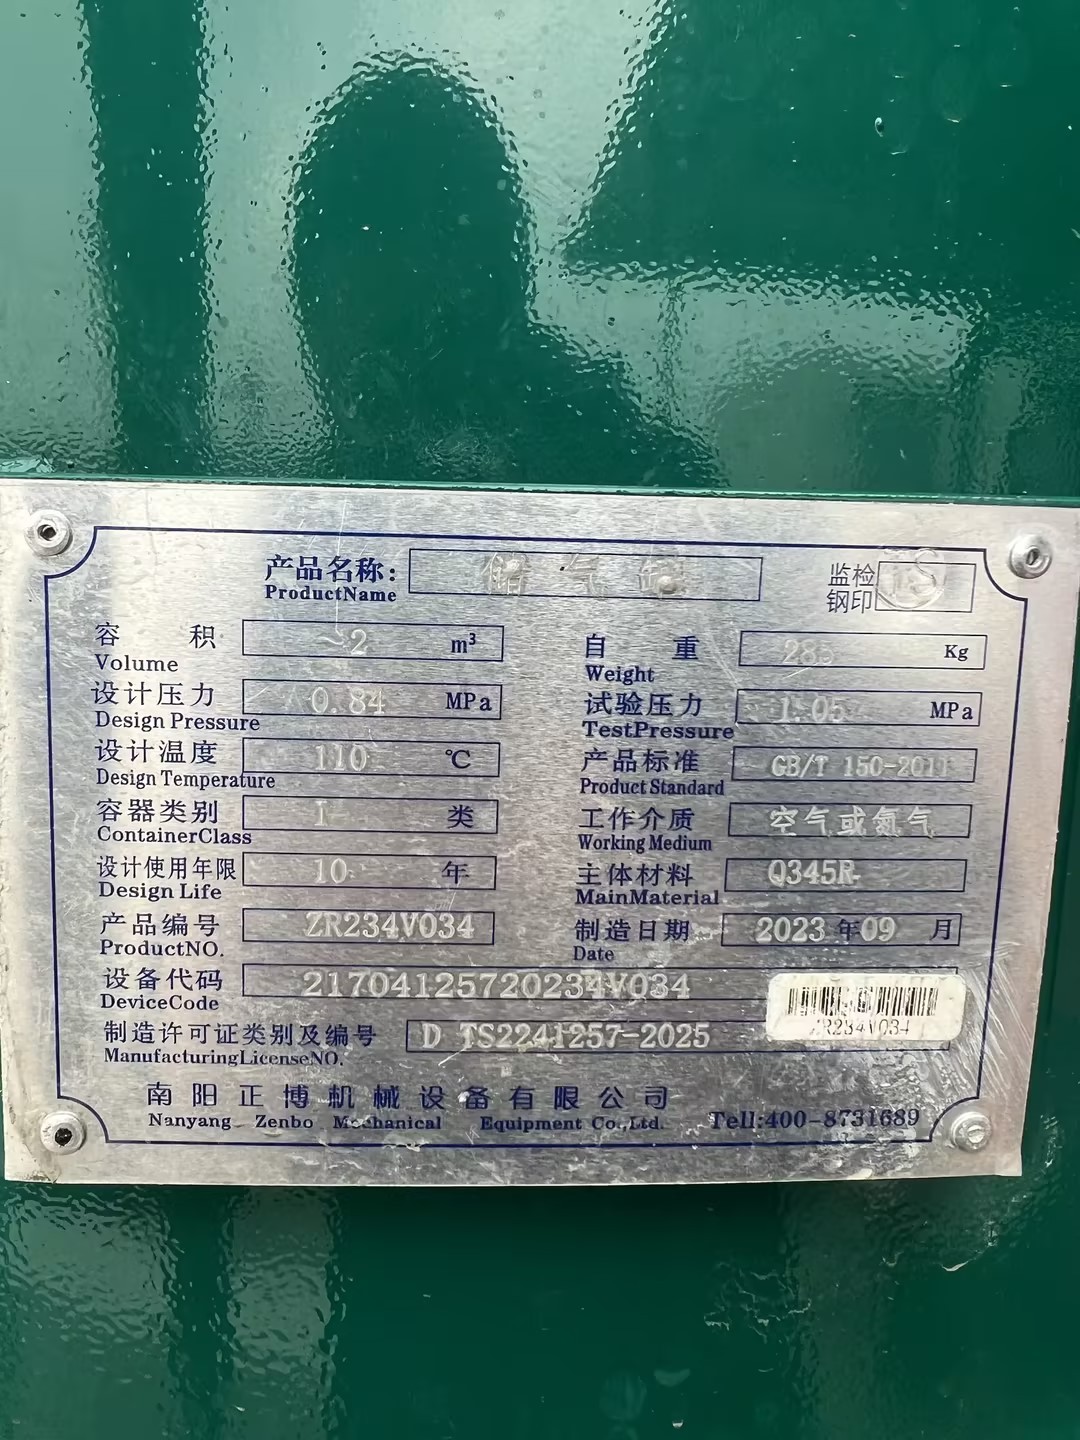 产品名称: 储气罐 监检
ProductName 钢印
容积 ~2 m³ 自重 Kg
Volume Weight
设计压力 0.84 MPa 试验压力 1.05 MPa
Design Pressure TestPressure
设计温度 110 ℃ 产品标准 GB/T 150-2011
Design Temperature Product Standard
容器类别 I 类 工作介质 空气或氮气
ContainerClass Working Medium
设计使用年限 10 年 主体材料 Q345R
Design Life MainMaterial
产品编号 ZR234V034 制造日期 2023 年 09 月
ProductNO. Date
设备代码 21704125720234V034
DeviceCode
制造许可证类别及编号 D TS2241257-2025 ZR234V034
ManufacturingLicenseNO.
南阳正博机械设备有限公司
Nanyang Zenbo Mechanical Equipment Co.,Ltd. Tell:400-8731689